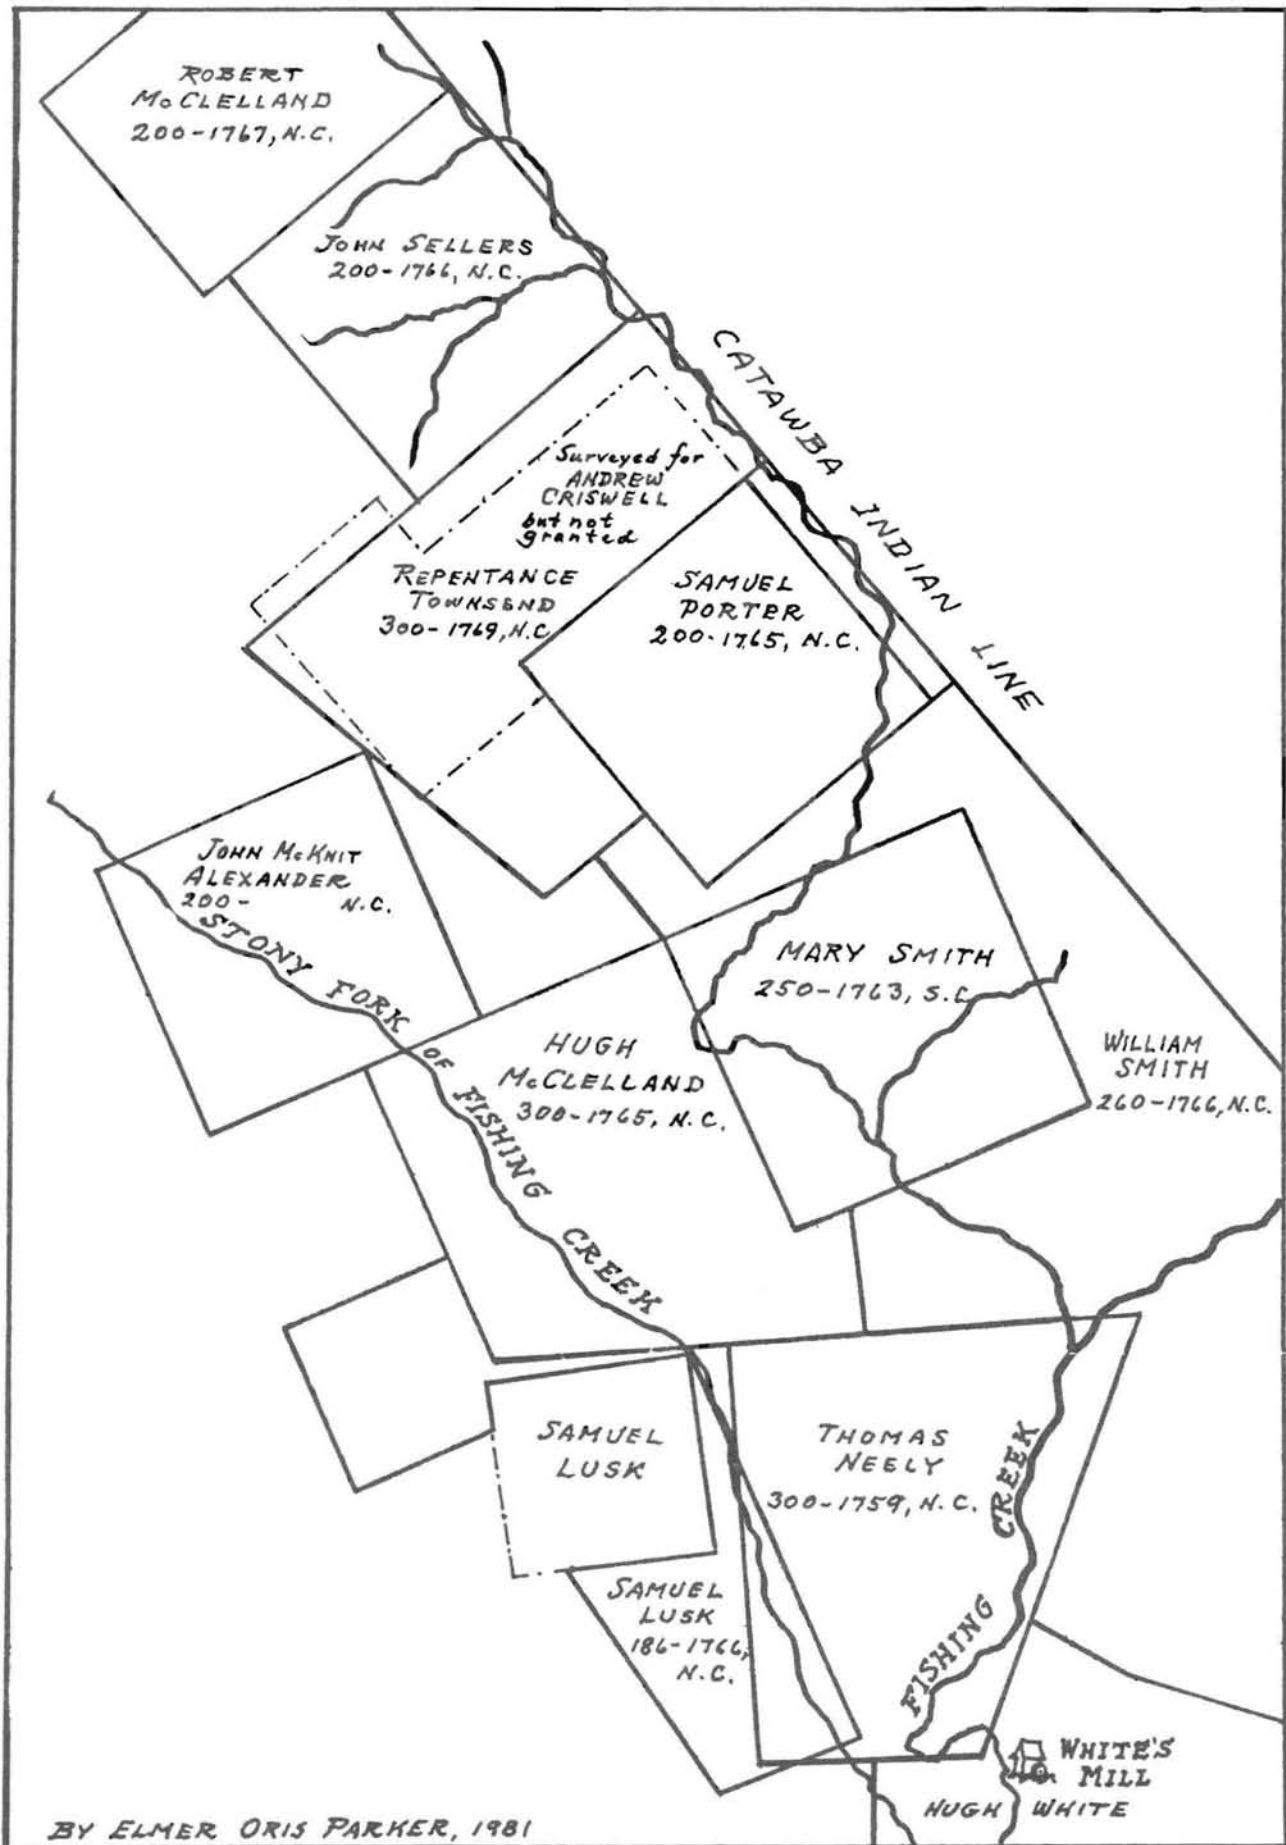 ROBERT
McCLELLAND
200-1767, N.C.
JOHN SELLERS
200-1766, N.C.
CATAWBA INDIAN LINE
Surveyed for
ANDREW
CRISWELL
but not
granted
REPENTANCE
TOWNSEND
300-1769, N.C
SAMUEL
PORTER
200-1765, N.C.
JOHN McKNIT
ALEXANDER
200- N.C.
STONY FORK OF FISHING CREEK
MARY SMITH
250-1763, S.C
HUGH
McCLELLAND
300-1765, N.C.
WILLIAM
SMITH
260-1766, N.C.
SAMUEL
LUSK
THOMAS
NEELY
300-1759, N.C.
FISHING CREEK
SAMUEL
LUSK
186-1766,
N.C.
WHITE'S
MILL
HUGH WHITE
BY ELMER ORIS PARKER, 1981